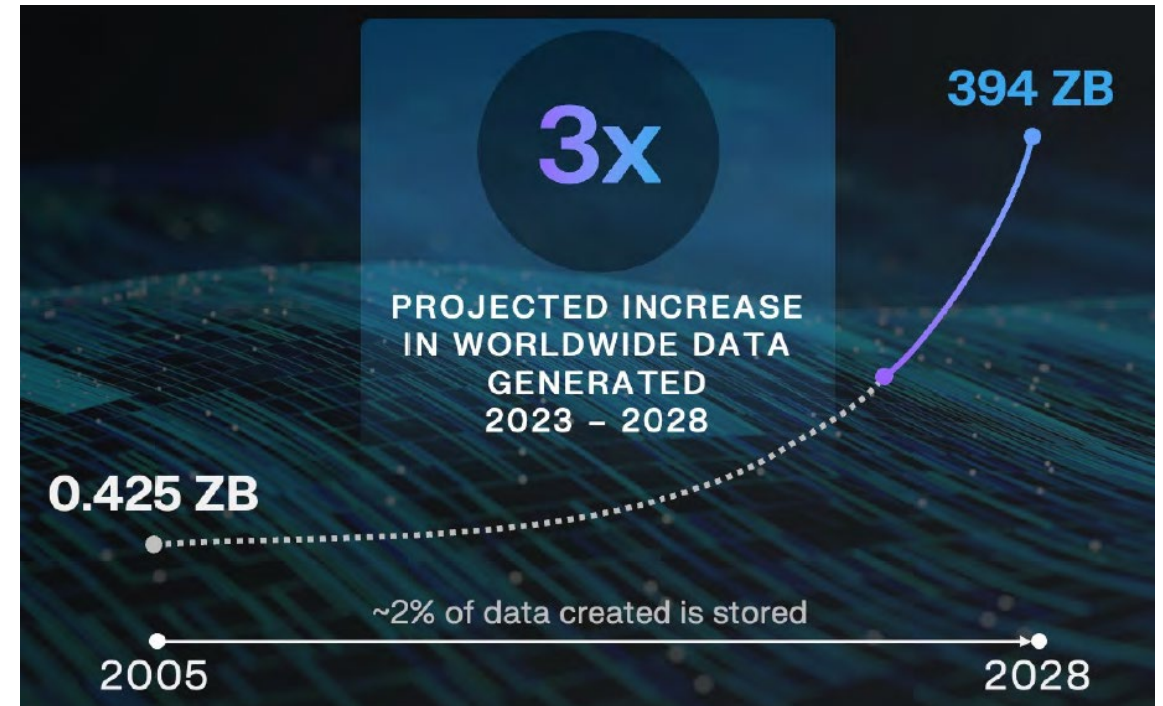 3x
PROJECTED INCREASE
IN WORLDWIDE DATA
GENERATED
2023 – 2028
394 ZB
0.425 ZB
~2% of data created is stored
2005
2028